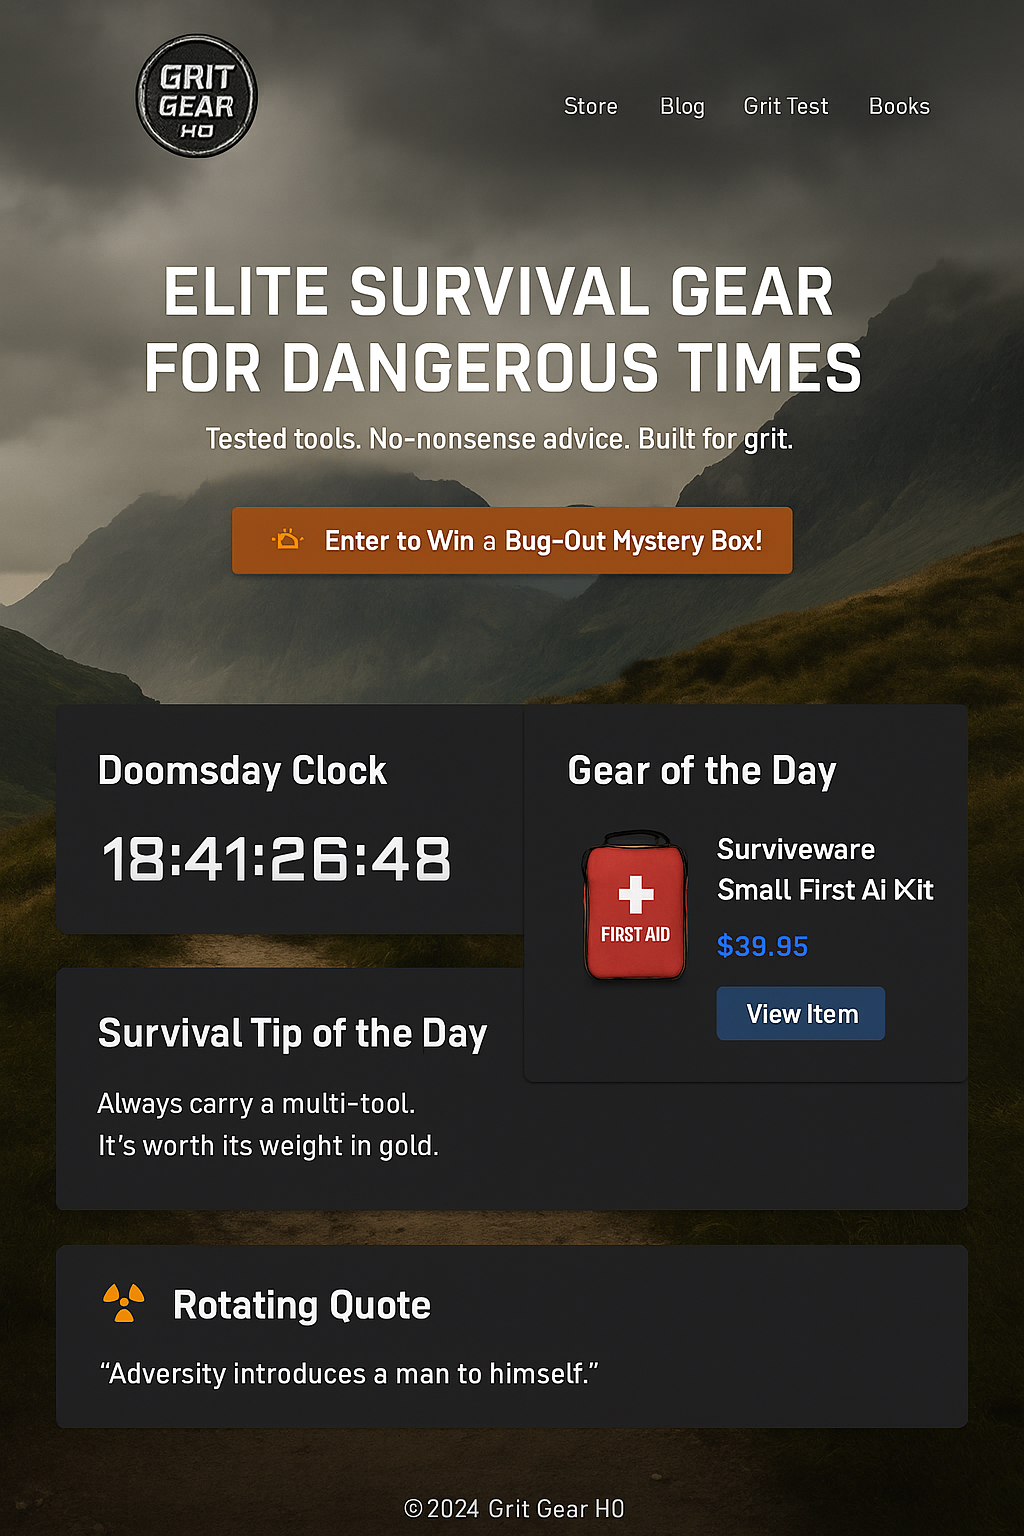 GRIT
GEAR
HO
Store Blog Grit Test Books
ELITE SURVIVAL GEAR
FOR DANGEROUS TIMES
Tested tools. No-nonsense advice. Built for grit.
Enter to Win a Bug-Out Mystery Box!
Doomsday Clock
18:41:26:48
Gear of the Day
FIRST AID
Surviveware
Small First Ai Kit
$39.95
View Item
Survival Tip of the Day
Always carry a multi-tool.
It's worth its weight in gold.
Rotating Quote
“Adversity introduces a man to himself.”
© 2024 Grit Gear H0